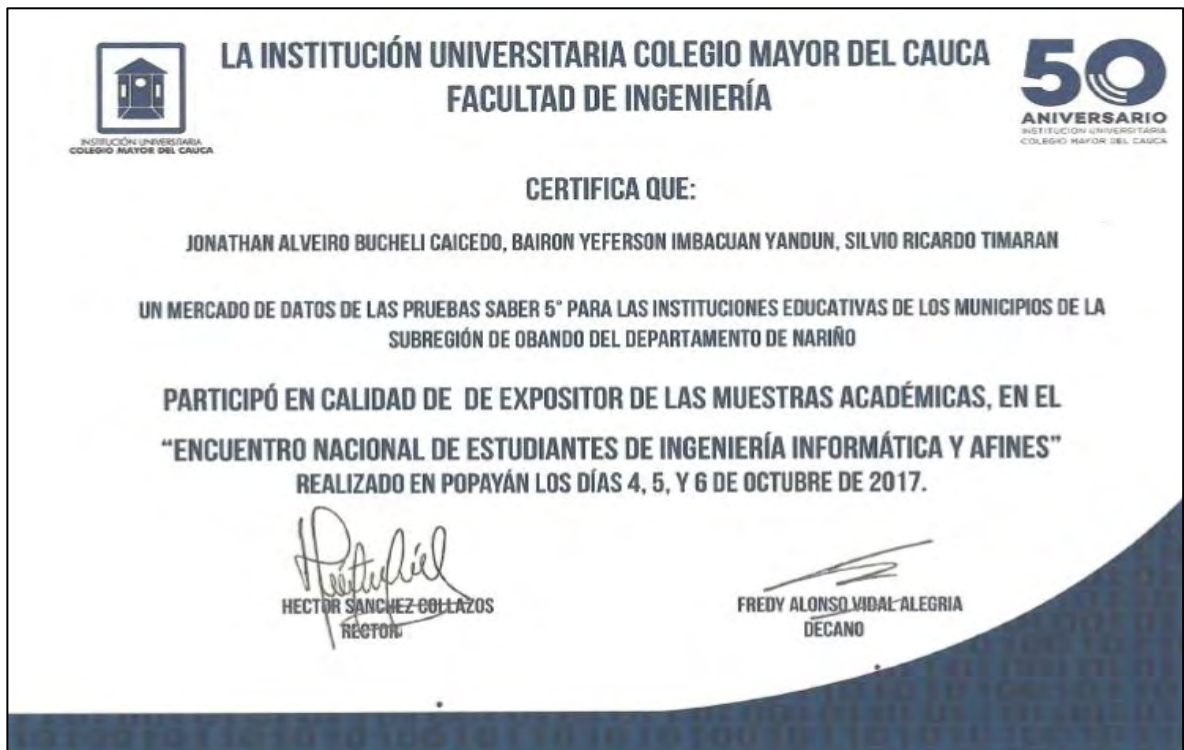 LA INSTITUCIÓN UNIVERSITARIA COLEGIO MAYOR DEL CAUCA
FACULTAD DE INGENIERÍA
INSTITUCIÓN UNIVERSITARIA
COLEGIO MAYOR DEL CAUCA
50
ANIVERSARIO
INSTITUCIÓN UNIVERSITARIA
COLEGIO MAYOR DEL CAUCA
CERTIFICA QUE:
JONATHAN ALVEIRO BUCHELI CAICEDO, BAIRON YEFERSON IMBACUAN YANDUN, SILVIO RICARDO TIMARAN
UN MERCADO DE DATOS DE LAS PRUEBAS SABER 5° PARA LAS INSTITUCIONES EDUCATIVAS DE LOS MUNICIPIOS DE LA
SUBREGIÓN DE OBANDO DEL DEPARTAMENTO DE NARIÑO
PARTICIPÓ EN CALIDAD DE DE EXPOSITOR DE LAS MUESTRAS ACADÉMICAS, EN EL
“ENCUENTRO NACIONAL DE ESTUDIANTES DE INGENIERÍA INFORMÁTICA Y AFINES”
REALIZADO EN POPAYÁN LOS DÍAS 4, 5, Y 6 DE OCTUBRE DE 2017.
HECTOR SANCHEZ COLLAZOS
RECTOR
FREDY ALONSO VIDAL ALEGRIA
DECANO